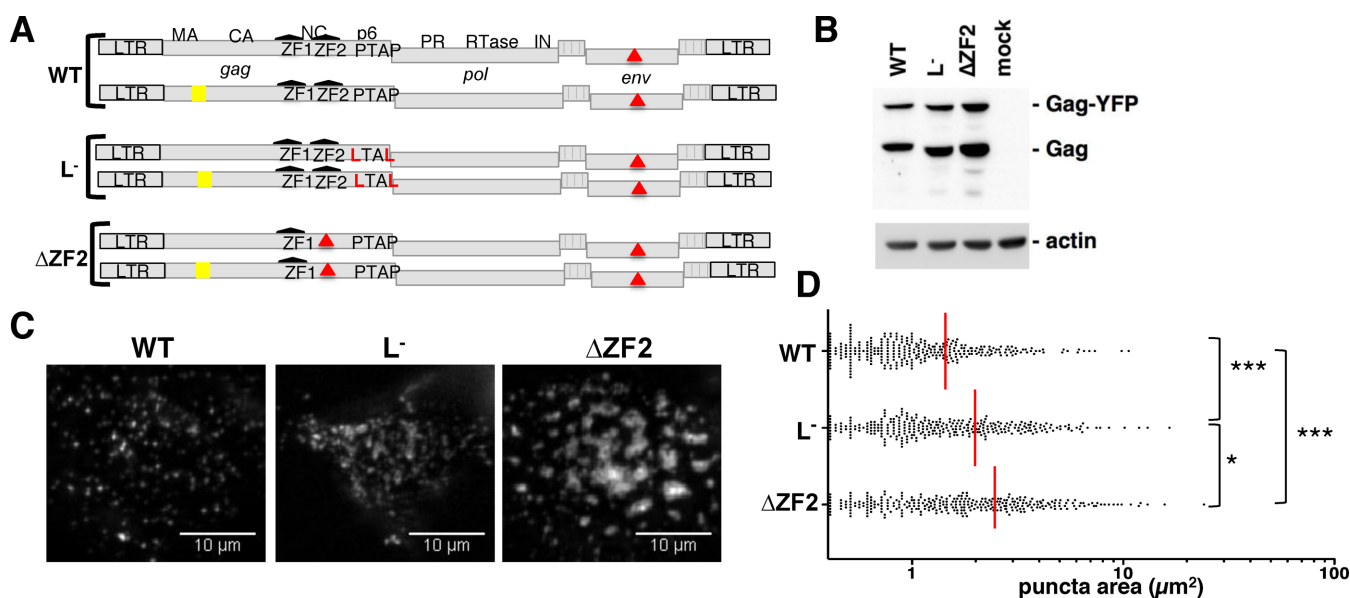 A
MA CA NC p6 PR RTase IN
LTR ZF1 ZF2 PTAP LTR
WT
gag pol env
LTR ZF1 ZF2 PTAP LTR
LTR ZF1 ZF2 LTAL LTR
L-
LTR ZF1 ZF2 LTAL LTR
LTR ZF1 PTAP LTR
ΔZF2
LTR ZF1 PTAP LTR
B
WT L- ΔZF2 mock
- Gag-YFP
- Gag
- actin
C
WT L- ΔZF2
10 µm 10 µm 10 µm
D
WT
L-
ΔZF2
***
*
***
1 10 100
puncta area (µm²)